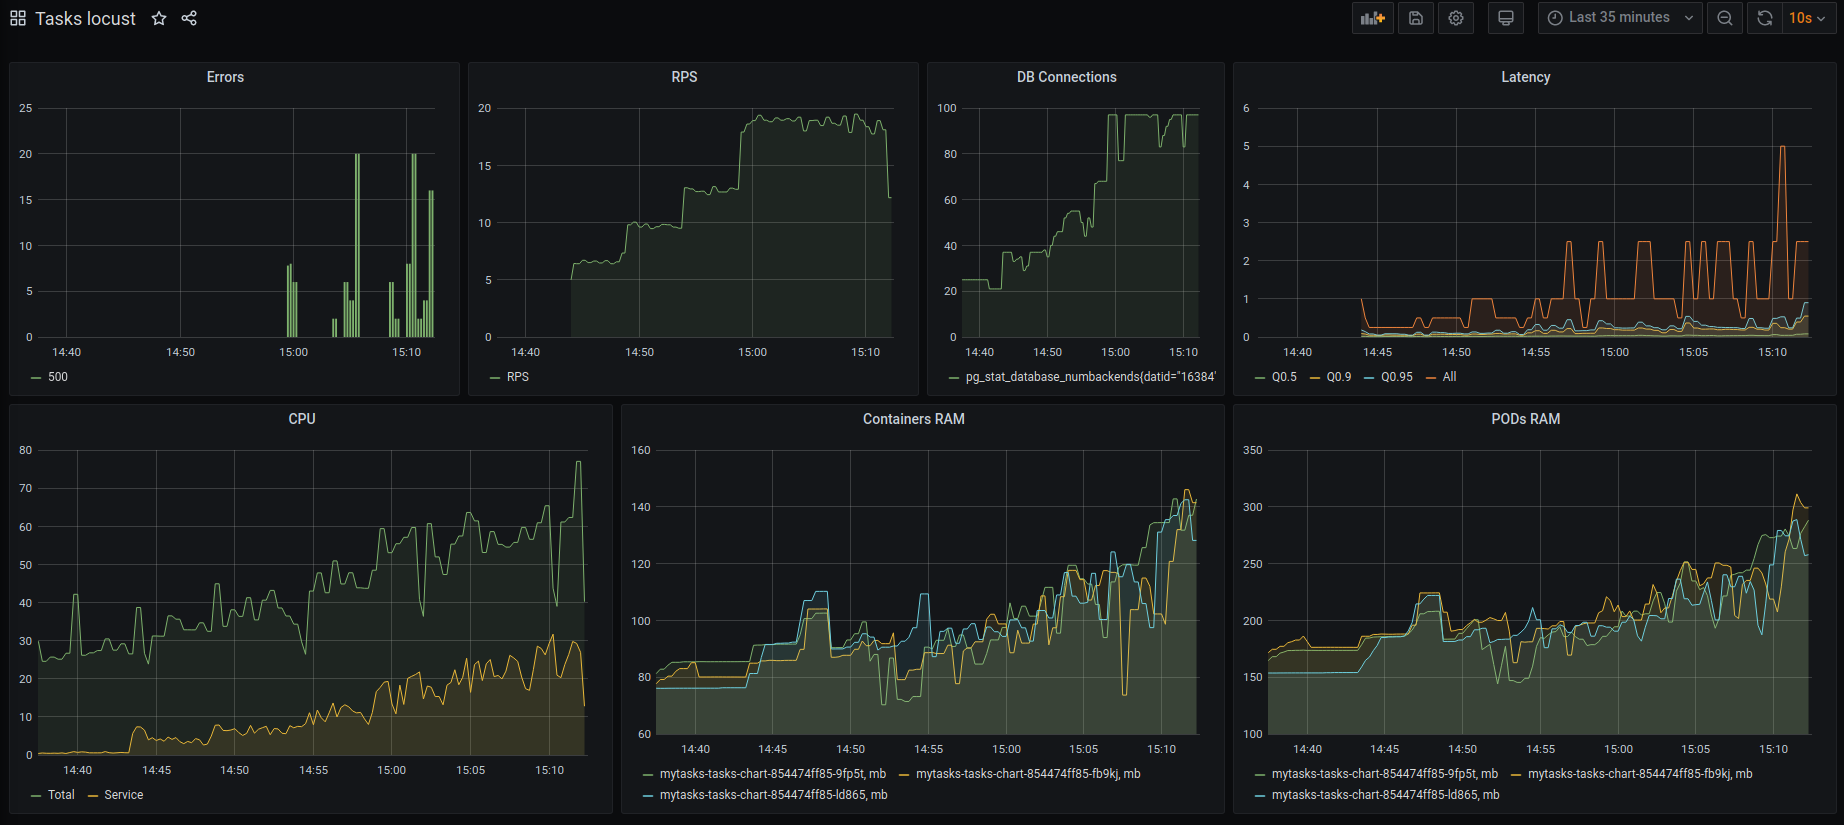 Tasks locust
Last 35 minutes
10s
Errors
25
20
15
10
5
0
14:40 14:50 15:00 15:10
500
RPS
20
15
10
5
0
14:40 14:50 15:00 15:10
RPS
DB Connections
100
80
60
40
20
0
14:40 14:50 15:00 15:10
pg_stat_database_numbackends{datid="16384"
Latency
6
5
4
3
2
1
0
14:40 14:45 14:50 14:55 15:00 15:05 15:10
Q0.5 Q0.9 Q0.95 All
CPU
80
70
60
50
40
30
20
10
0
14:40 14:45 14:50 14:55 15:00 15:05 15:10
Total Service
Containers RAM
160
140
120
100
80
60
14:40 14:45 14:50 14:55 15:00 15:05 15:10
mytasks-tasks-chart-854474ff85-9fp5t, mb mytasks-tasks-chart-854474ff85-fb9kj, mb
mytasks-tasks-chart-854474ff85-ld865, mb
PODs RAM
350
300
250
200
150
100
14:40 14:45 14:50 14:55 15:00 15:05 15:10
mytasks-tasks-chart-854474ff85-9fp5t, mb mytasks-tasks-chart-854474ff85-fb9kj, mb
mytasks-tasks-chart-854474ff85-ld865, mb